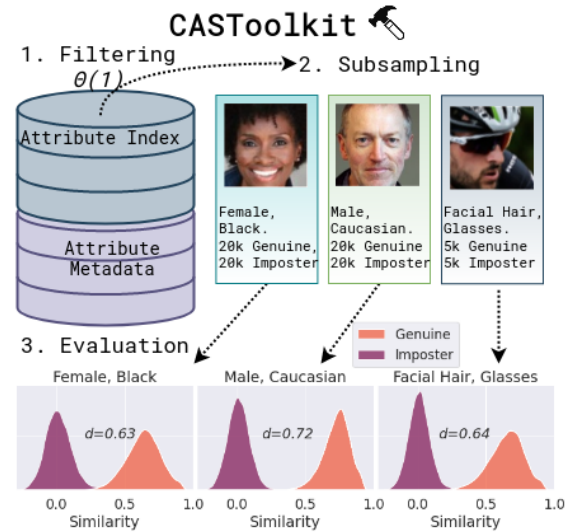 CASToolkit
1. Filtering
θ(1)
2. Subsampling
Attribute Index
Attribute
Metadata
Female,
Black.
20k Genuine,
20k Imposter
Male,
Caucasian.
20k Genuine
20k Imposter
Facial Hair,
Glasses.
5k Genuine
5k Imposter
3. Evaluation
Genuine
Imposter
Female, Black
Male, Caucasian
Facial Hair, Glasses
d=0.63
d=0.72
d=0.64
0.0 0.5 1.0
0.0 0.5 1.0
0.0 0.5 1.0
Similarity
Similarity
Similarity